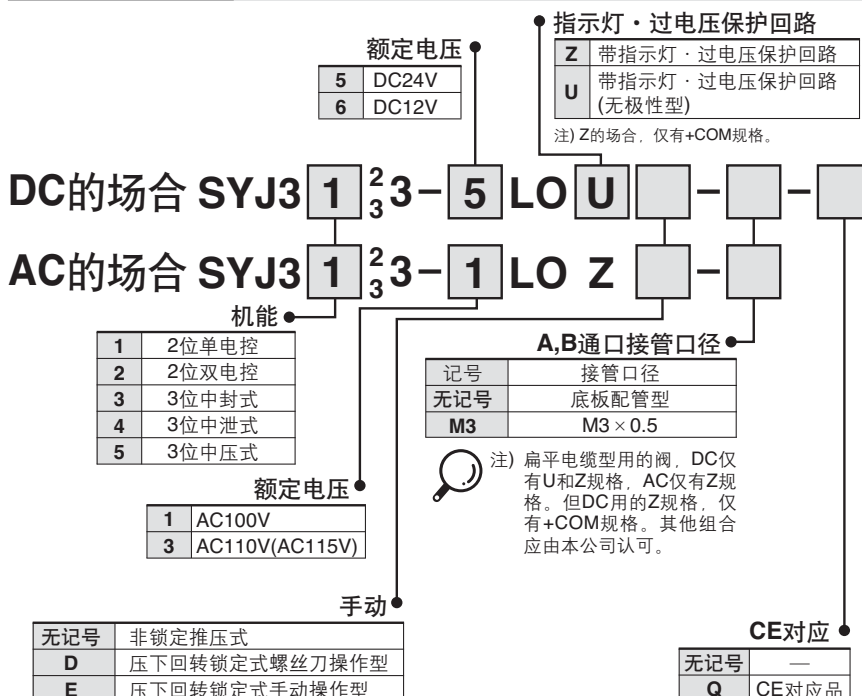 指示灯・过电压保护回路
Z 带指示灯・过电压保护回路
U 带指示灯・过电压保护回路
(无极性型)
注) Z的场合，仅有+COM规格。
额定电压
5 DC24V
6 DC12V
DC的场合 SYJ3 1 2 3 3 − 5 LO U − −
AC的场合 SYJ3 1 2 3 3 − 1 LO Z −
机能
1 2位单电控
2 2位双电控
3 3位中封式
4 3位中泄式
5 3位中压式
A,B通口接管口径
记号 接管口径
无记号 底板配管型
M3 M3×0.5
注) 扁平电缆型用的阀，DC仅
有U和Z规格，AC仅有Z规
格。但DC用的Z规格，仅
有+COM规格。其他组合
应由本公司认可。
额定电压
1 AC100V
3 AC110V(AC115V)
手动
无记号 非锁定推压式
D 压下回转锁定式螺丝刀操作型
E 压下回转锁定式手动操作型
CE对应
无记号 —
Q CE对应品